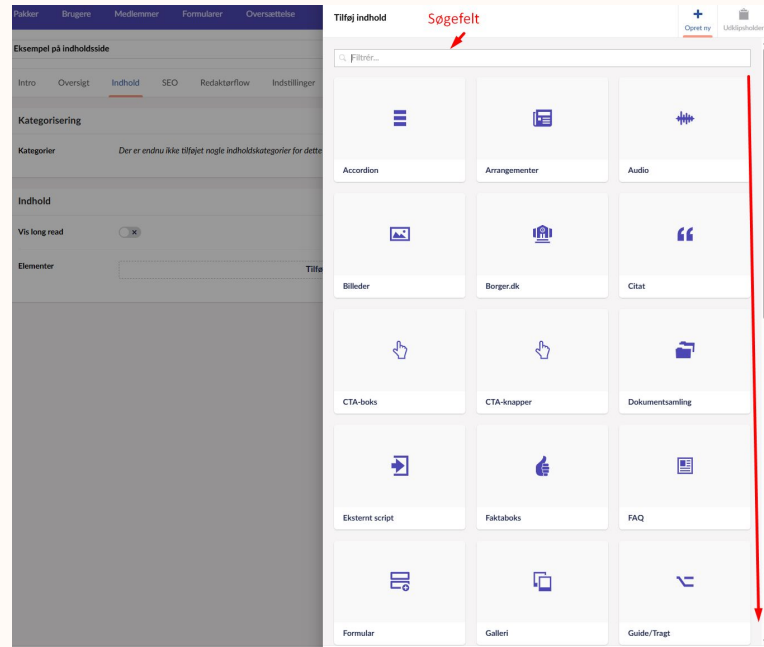 Pakker Brugere Medlemmer Formularer Oversættelse
Tilføj indhold
Søgefelt
Opret ny
Udklipsholder
Eksempel på indholdsside
Filtrér...
Intro Oversigt Indhold SEO Redaktørflow Indstillinger
Kategorisering
Kategorier
Der er endnu ikke tilføjet nogle indholdskategorier for dette
Indhold
Vis long read
Elementer
Accordion Arrangementer Audio
Billeder Borger.dk Citat
CTA-boks CTA-knapper Dokumentsamling
Eksternt script Faktaboks FAQ
Formular Galleri Guide/Tragt